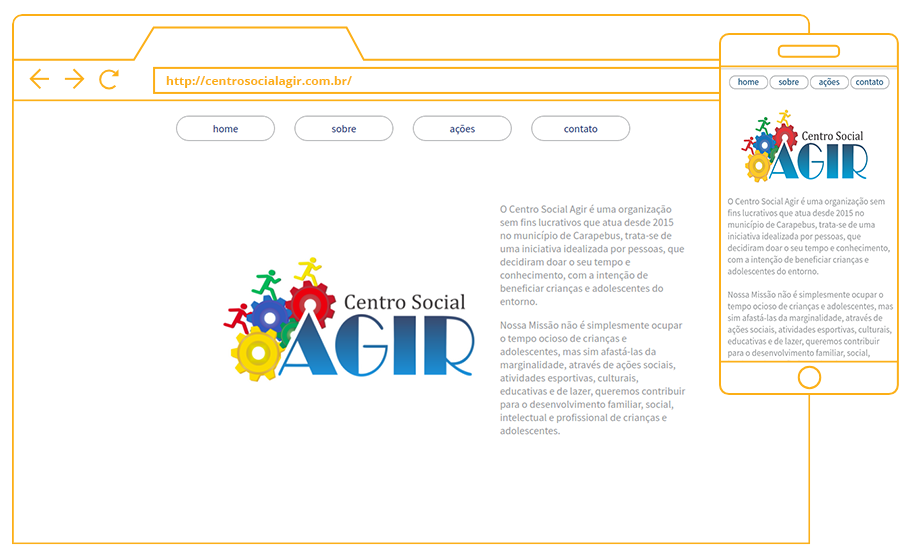 http://centrosocialagir.com.br/
home sobre ações contato
Centro Social
AGIR
O Centro Social Agir é uma organização
sem fins lucrativos que atua desde 2015
no município de Carapebus, trata-se de
uma iniciativa idealizada por pessoas, que
decidiram doar o seu tempo e
conhecimento, com a intenção de
beneficiar crianças e adolescentes do
entorno.
Nossa Missão não é simplesmente ocupar
o tempo ocioso de crianças e
adolescentes, mas sim afastá-las da
marginalidade, através de ações sociais,
atividades esportivas, culturais,
educativas e de lazer, queremos contribuir
para o desenvolvimento familiar, social,
intelectual e profissional de crianças e
adolescentes.
home sobre ações contato
Centro Social
AGIR
O Centro Social Agir é uma organização sem
fins lucrativos que atua desde 2015 no
município de Carapebus, trata-se de uma
iniciativa idealizada por pessoas, que
decidiram doar o seu tempo e conhecimento,
com a intenção de beneficiar crianças e
adolescentes do entorno.
Nossa Missão não é simplesmente ocupar o
tempo ocioso de crianças e adolescentes, mas
sim afastá-las da marginalidade, através de
ações sociais, atividades esportivas, culturais,
educativas e de lazer, queremos contribuir
para o desenvolvimento familiar, social,